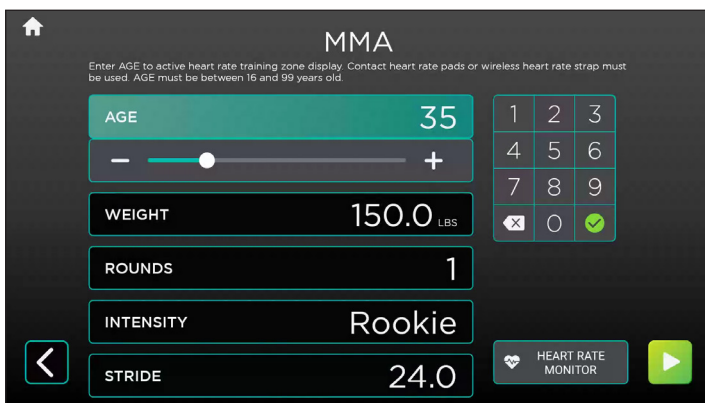 MMA
Enter AGE to active heart rate training zone display. Contact heart rate pads or wireless heart rate strap must
be used. AGE must be between 16 and 99 years old.
AGE 35
− +
WEIGHT 150.0 LBS
ROUNDS 1
INTENSITY Rookie
STRIDE 24.0
1 2 3
4 5 6
7 8 9
0
HEART RATE
MONITOR